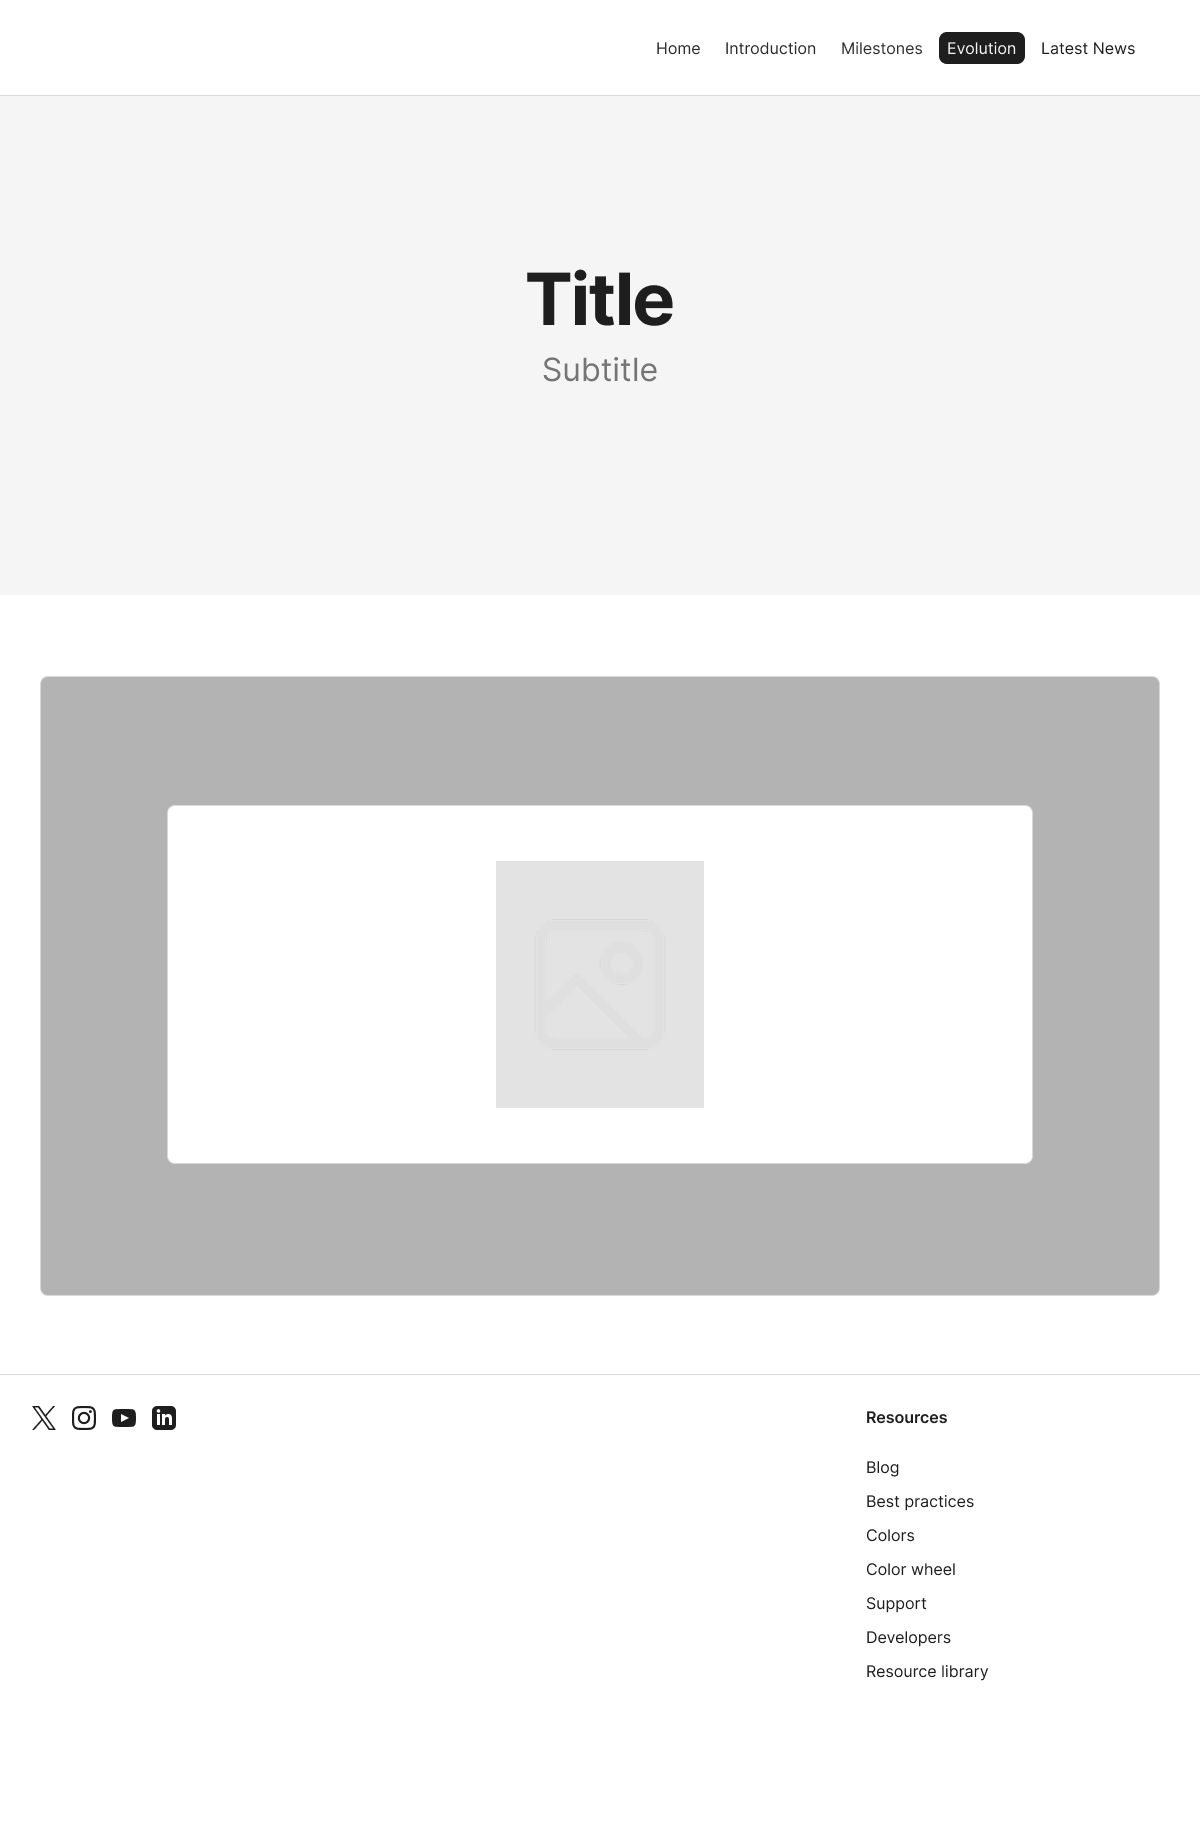 Home Introduction Milestones Evolution Latest News
Title
Subtitle
Resources
Blog
Best practices
Colors
Color wheel
Support
Developers
Resource library